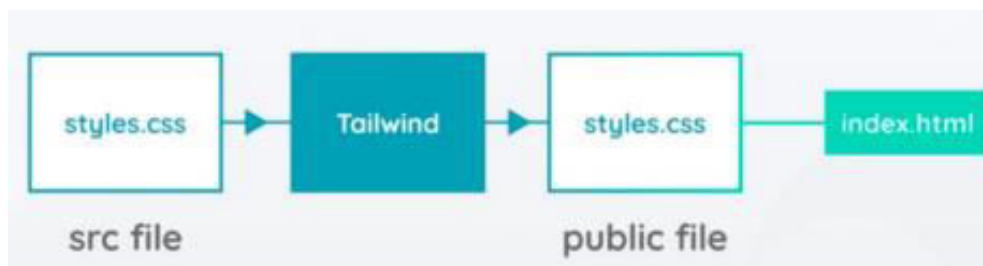 styles.css
Tailwind
styles.css
index.html
src file
public file